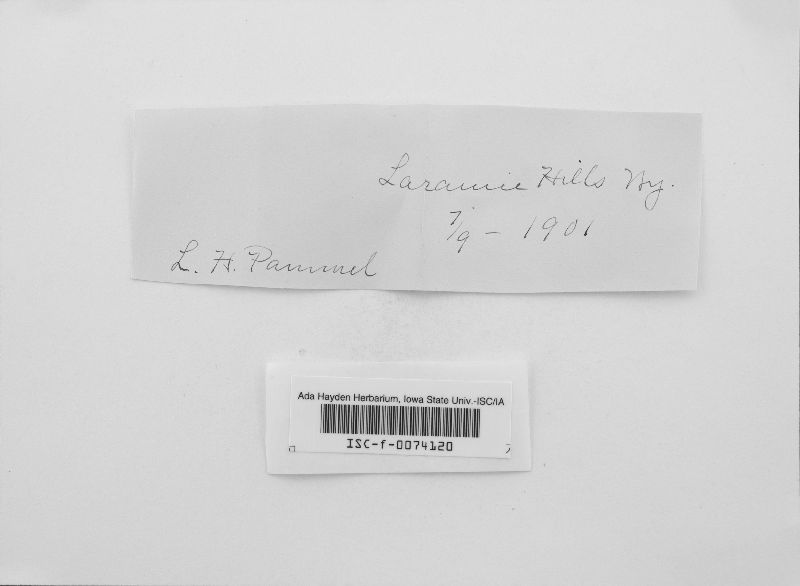 Laramie Hills Wy.
7/9 - 1901
L. H. Pammel
Ada Hayden Herbarium, Iowa State Univ.-ISC/IA
ISC-f-0074120